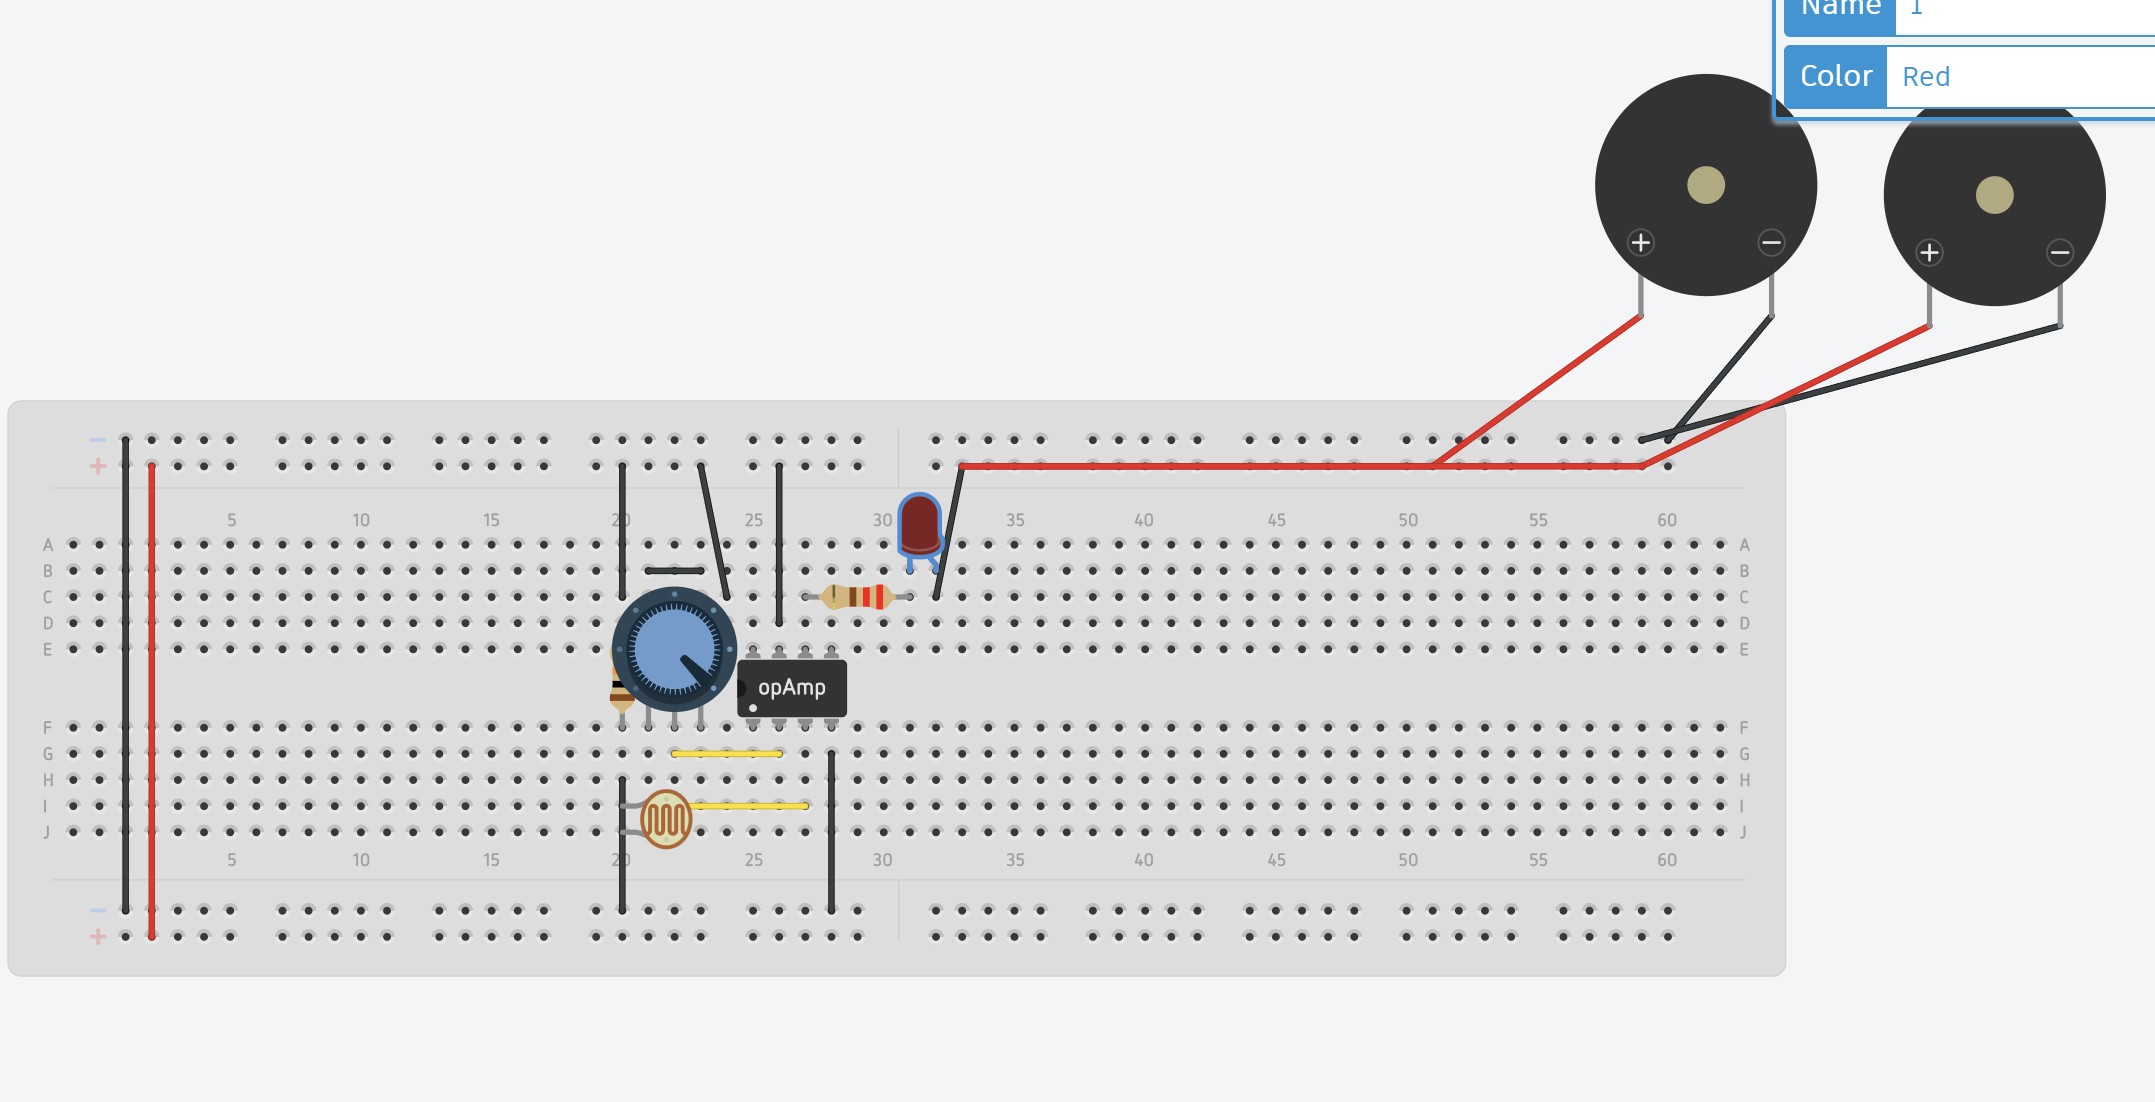 Name 1
Color Red
+ − + −
−
+
5 10 15 20 25 30 35 40 45 50 55 60
A A
B B
C C
D D
E E
opAmp
F F
G G
H H
I I
J J
5 10 15 20 25 30 35 40 45 50 55 60
−
+